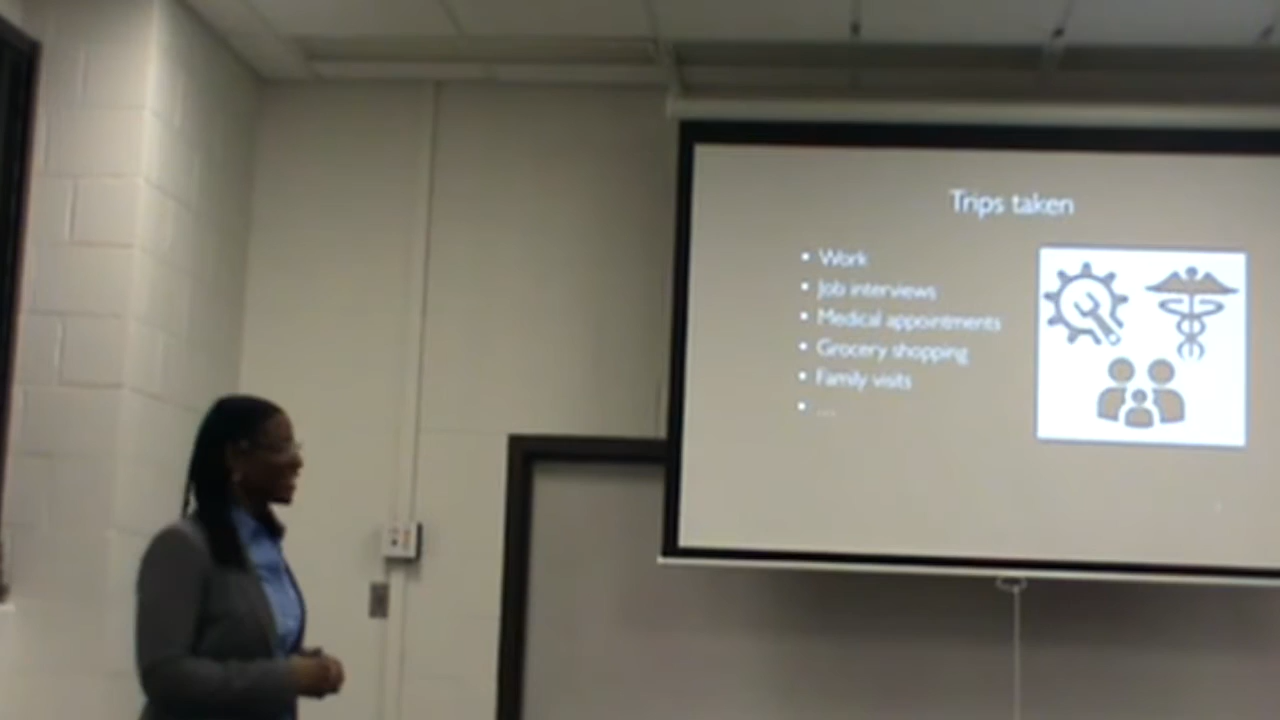 Trips taken
• Work
• Job interviews
• Medical appointments
• Grocery shopping
• Family visits
• ...